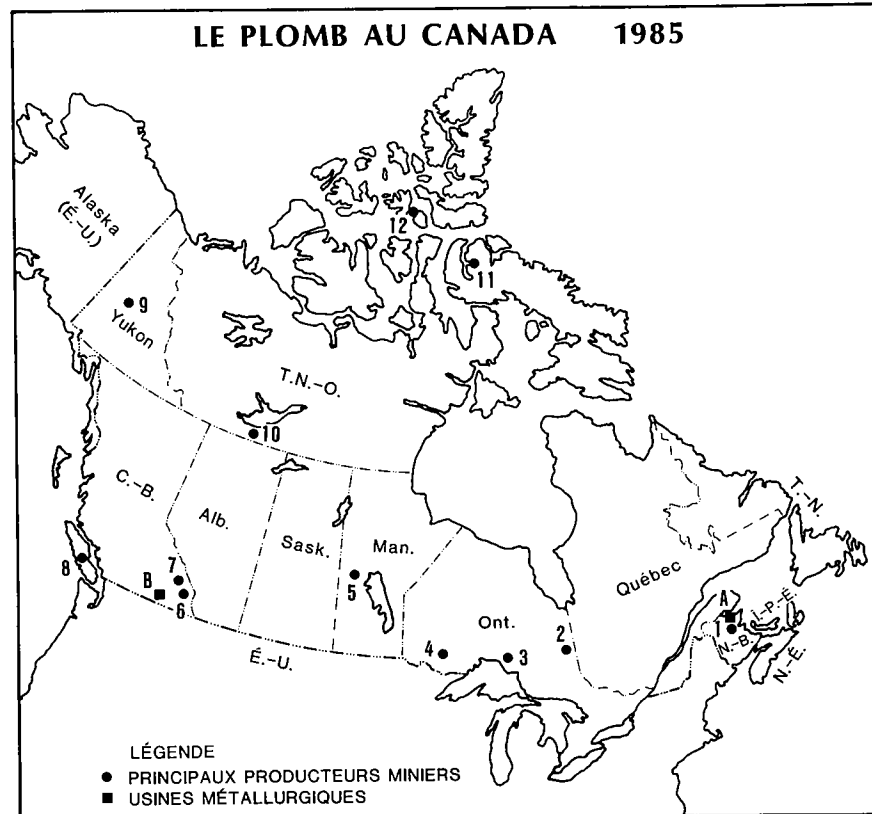 LE PLOMB AU CANADA 1985
Alaska
(É.-U.)
12
11
9
Yukon
T.N.-O.
10
C.-B.
Alb.
Sask.
Man.
Québec
T.-N.
8
7
B
6
5
Ont.
2
A
Î.-P.-É.
1
N.-B.
N.-É.
4
3
É.-U.
LÉGENDE
● PRINCIPAUX PRODUCTEURS MINIERS
■ USINES MÉTALLURGIQUES